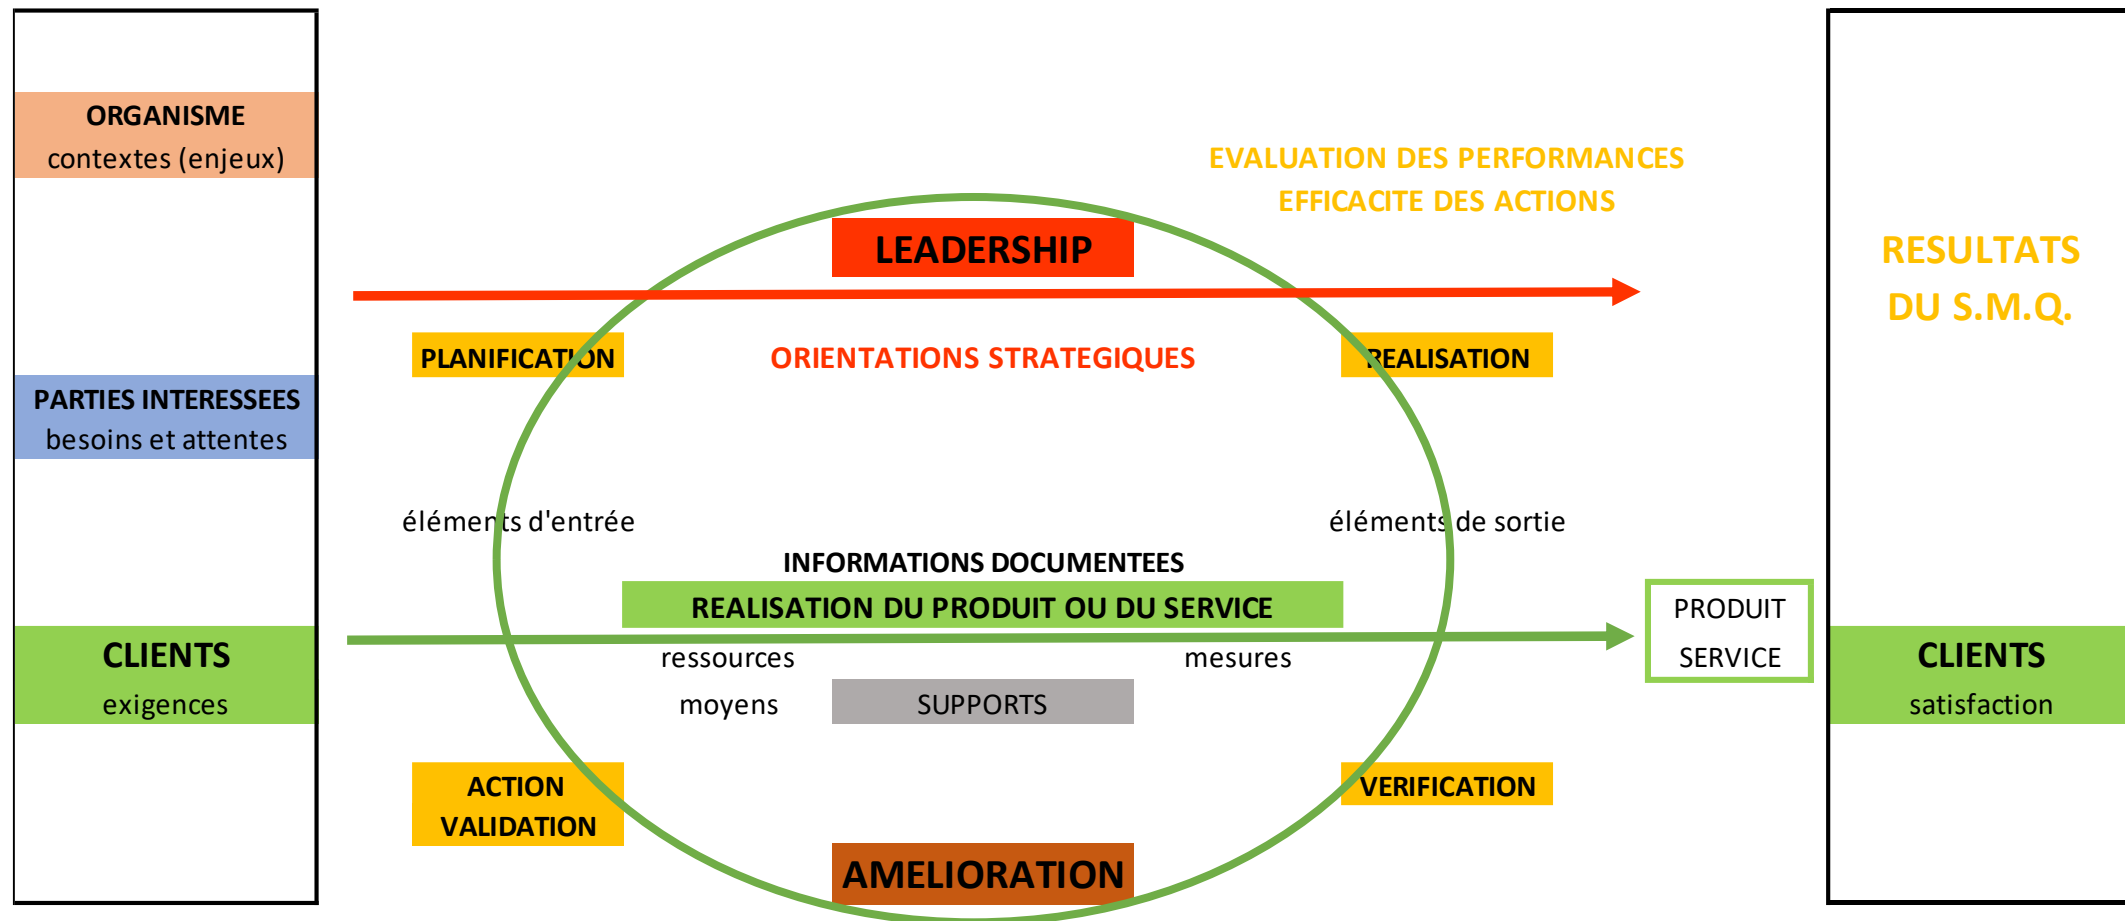 ORGANISME
contextes (enjeux)
EVALUATION DES PERFORMANCES
EFFICACITE DES ACTIONS
LEADERSHIP
RESULTATS
DU S.M.Q.
PLANIFICATION
ORIENTATIONS STRATEGIQUES
REALISATION
PARTIES INTERESSEES
besoins et attentes
éléments d'entrée
éléments de sortie
INFORMATIONS DOCUMENTEES
REALISATION DU PRODUIT OU DU SERVICE
PRODUIT
SERVICE
CLIENTS
exigences
ressources
mesures
moyens
SUPPORTS
CLIENTS
satisfaction
ACTION
VALIDATION
VERIFICATION
AMELIORATION